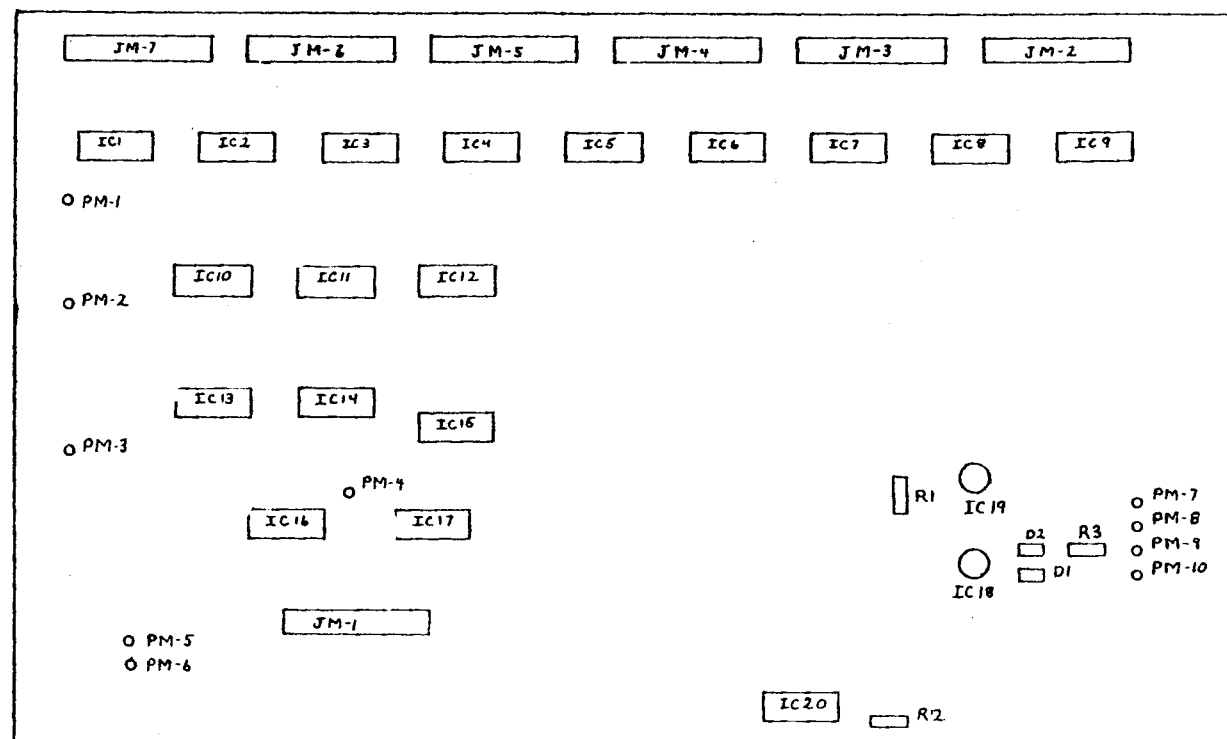 JM-7 JM-6 JM-5 JM-4 JM-3 JM-2
IC1 IC2 IC3 IC4 IC5 IC6 IC7 IC8 IC9
PM-1
IC10 IC11 IC12
PM-2
IC13 IC14
IC15
PM-3
PM-4
R1
IC19
PM-7
IC16 IC17
PM-8
D2 R3
PM-9
D1
PM-10
IC18
JM-1
PM-5
PM-6
IC20
R2